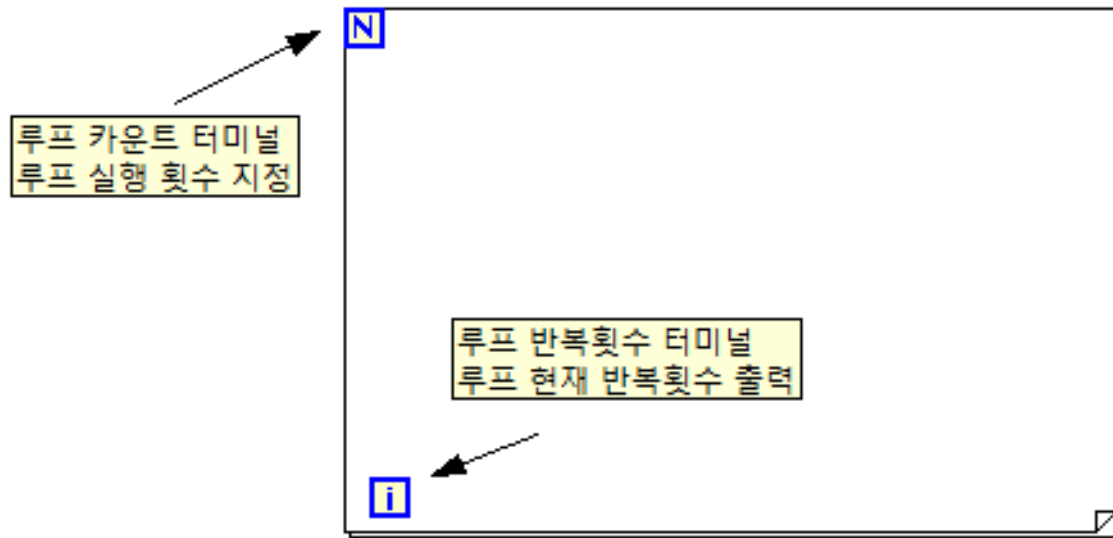 N
루프 카운트 터미널
루프 실행 횟수 지정
루프 반복횟수 터미널
루프 현재 반복횟수 출력
i